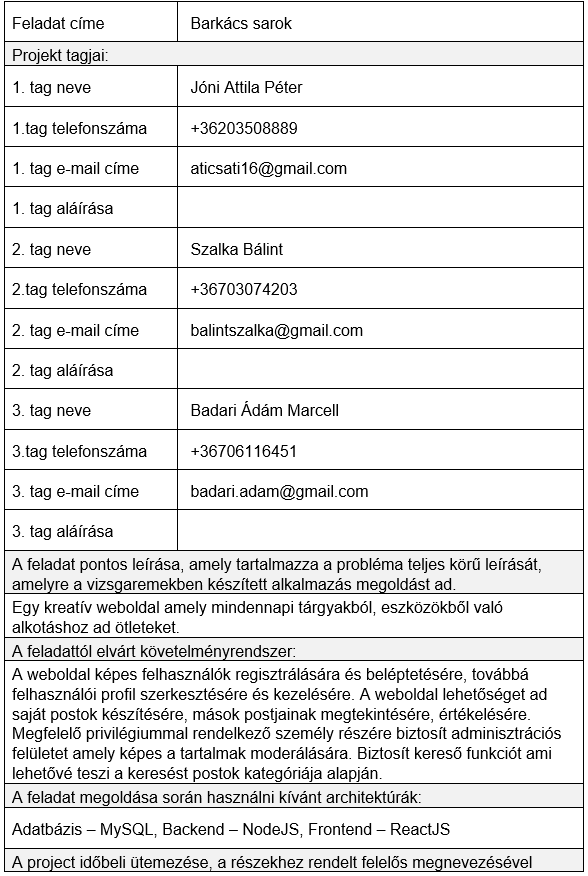 Feladat címe Barkács sarok
Projekt tagjai:
1. tag neve Jóni Attila Péter
1.tag telefonszáma +36203508889
1. tag e-mail címe aticsati16@gmail.com
1. tag aláírása
2. tag neve Szalka Bálint
2.tag telefonszáma +36703074203
2. tag e-mail címe balintszalka@gmail.com
2. tag aláírása
3. tag neve Badari Ádám Marcell
3.tag telefonszáma +36706116451
3. tag e-mail címe badari.adam@gmail.com
3. tag aláírása
A feladat pontos leírása, amely tartalmazza a probléma teljes körű leírását,
amelyre a vizsgaremekben készített alkalmazás megoldást ad.
Egy kreatív weboldal amely mindennapi tárgyakból, eszközökből való
alkotáshoz ad ötleteket.
A feladattól elvárt követelményrendszer:
A weboldal képes felhasználók regisztrálására és beléptetésére, továbbá
felhasználói profil szerkesztésére és kezelésére. A weboldal lehetőséget ad
saját postok készítésére, mások postjainak megtekintésére, értékelésére.
Megfelelő privilégiummal rendelkező személy részére biztosít adminisztrációs
felületet amely képes a tartalmak moderálására. Biztosít kereső funkciót ami
lehetővé teszi a keresést postok kategóriája alapján.
A feladat megoldása során használni kívánt architektúrák:
Adatbázis – MySQL, Backend – NodeJS, Frontend – ReactJS
A project időbeli ütemezése, a részekhez rendelt felelős megnevezésével